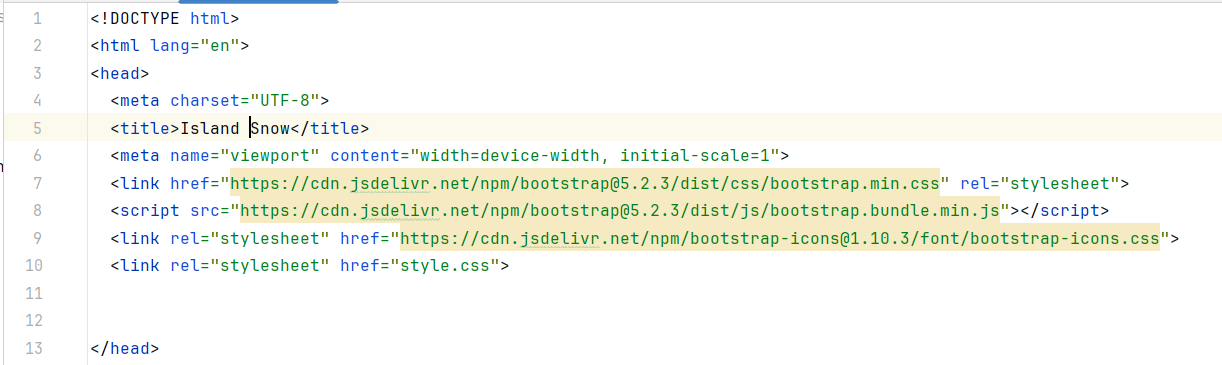 1 <!DOCTYPE html>
2 <html lang="en">
3 <head>
4 <meta charset="UTF-8">
5 <title>Island Snow</title>
6 <meta name="viewport" content="width=device-width, initial-scale=1">
7 <link href="https://cdn.jsdelivr.net/npm/bootstrap@5.2.3/dist/css/bootstrap.min.css" rel="stylesheet">
8 <script src="https://cdn.jsdelivr.net/npm/bootstrap@5.2.3/dist/js/bootstrap.bundle.min.js"></script>
9 <link rel="stylesheet" href="https://cdn.jsdelivr.net/npm/bootstrap-icons@1.10.3/font/bootstrap-icons.css">
10 <link rel="stylesheet" href="style.css">
11
12
13 </head>